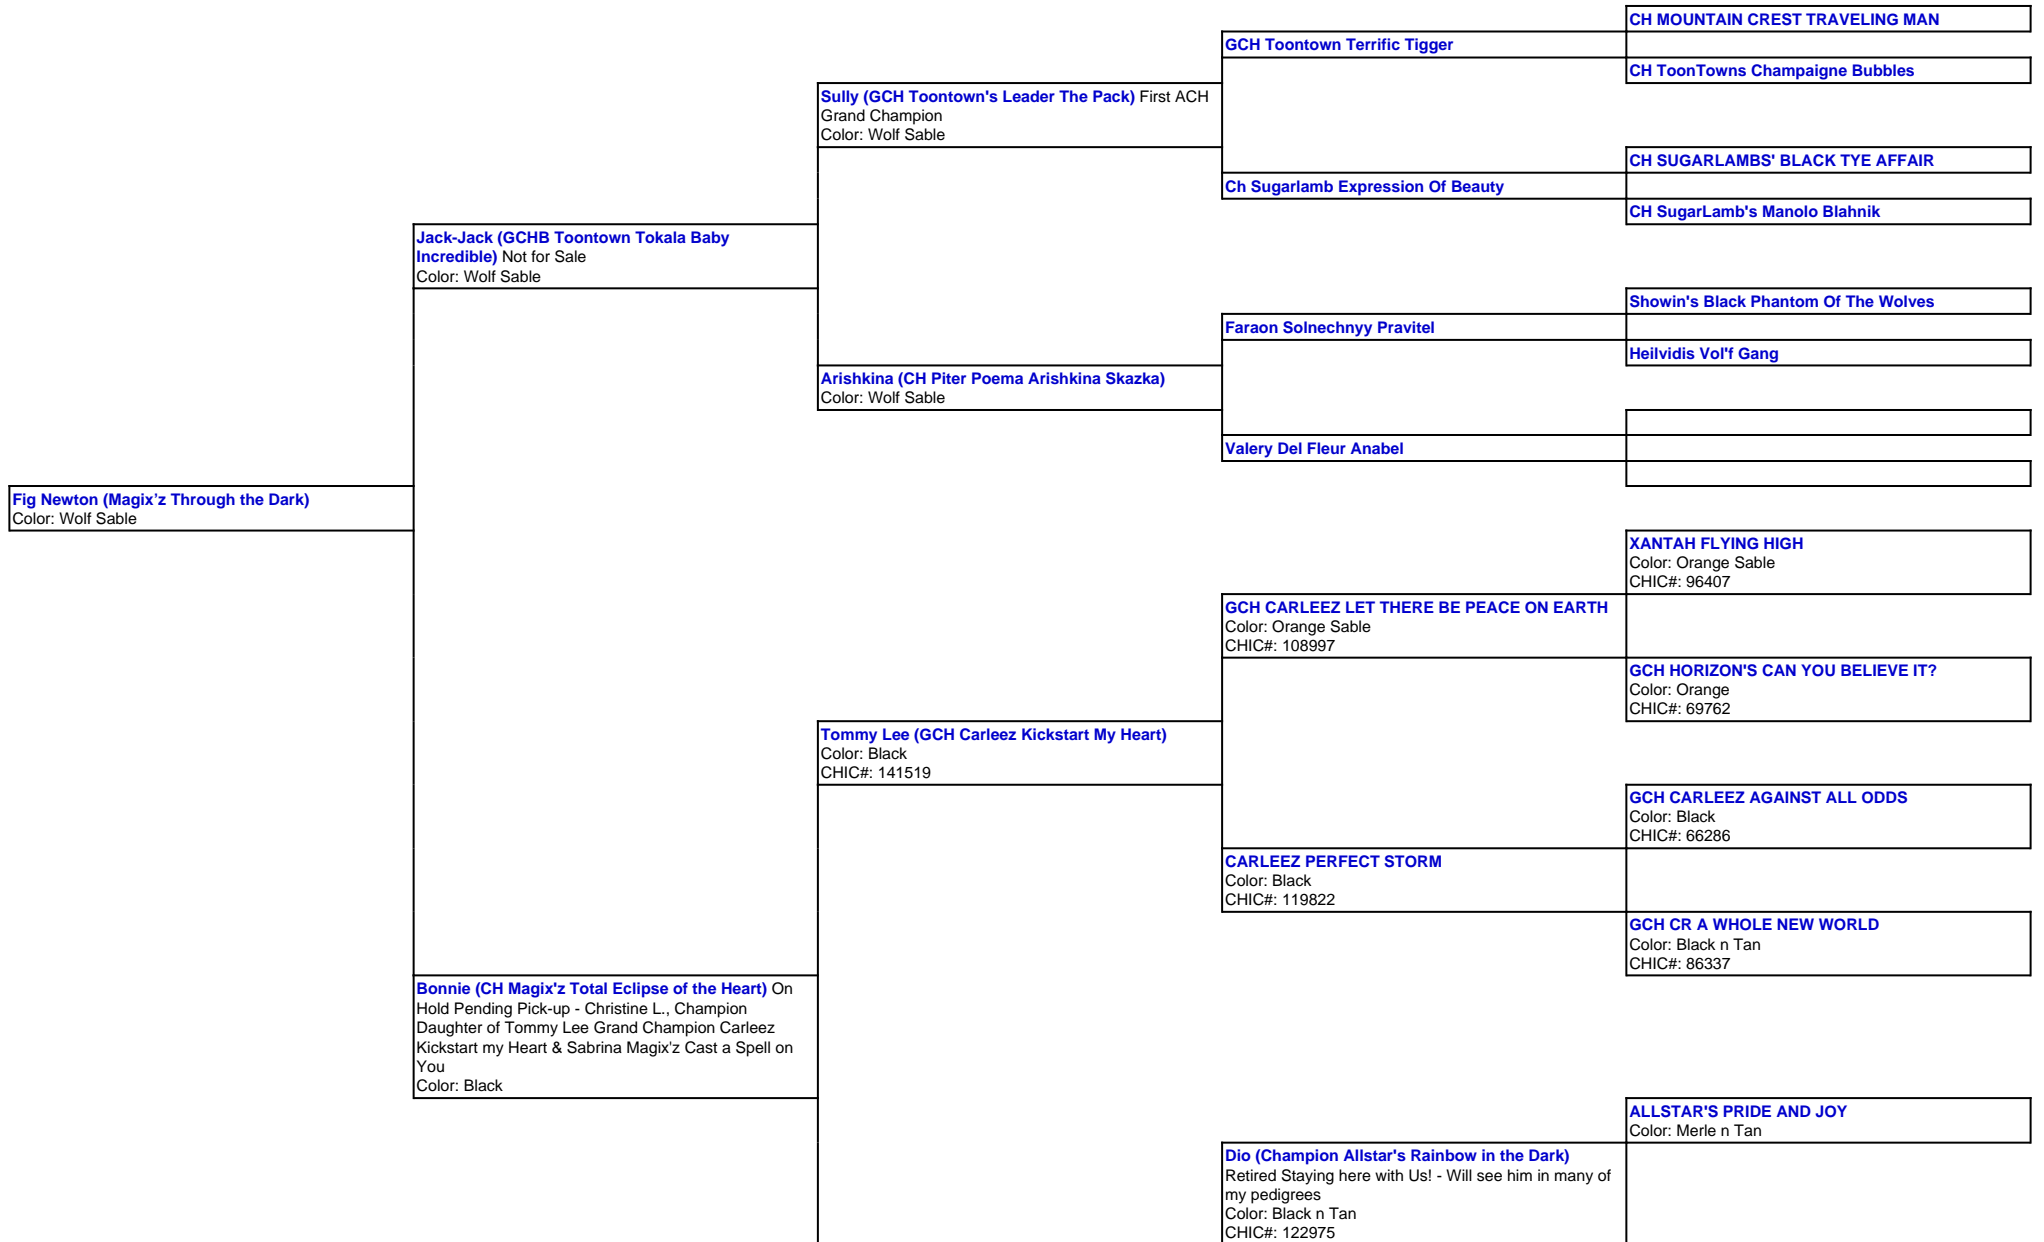 CH MOUNTAIN CREST TRAVELING MAN
GCH Toontown Terrific Tigger
CH ToonTowns Champaigne Bubbles
Sully (GCH Toontown's Leader The Pack) First ACH
Grand Champion
Color: Wolf Sable
CH SUGARLAMBS' BLACK TYE AFFAIR
Ch Sugarlamb Expression Of Beauty
CH SugarLamb's Manolo Blahnik
Jack-Jack (GCHB Toontown Tokala Baby
Incredible) Not for Sale
Color: Wolf Sable
Showin's Black Phantom Of The Wolves
Faraon Solnechnyy Pravitel
Heilvidis Vol'f Gang
Arishkina (CH Piter Poema Arishkina Skazka)
Color: Wolf Sable
Valery Del Fleur Anabel
Fig Newton (Magix’z Through the Dark)
Color: Wolf Sable
XANTAH FLYING HIGH
Color: Orange Sable
CHIC#: 96407
GCH CARLEEZ LET THERE BE PEACE ON EARTH
Color: Orange Sable
CHIC#: 108997
GCH HORIZON'S CAN YOU BELIEVE IT?
Color: Orange
CHIC#: 69762
Tommy Lee (GCH Carleez Kickstart My Heart)
Color: Black
CHIC#: 141519
GCH CARLEEZ AGAINST ALL ODDS
Color: Black
CHIC#: 66286
CARLEEZ PERFECT STORM
Color: Black
CHIC#: 119822
GCH CR A WHOLE NEW WORLD
Color: Black n Tan
CHIC#: 86337
Bonnie (CH Magix'z Total Eclipse of the Heart) On
Hold Pending Pick-up - Christine L., Champion
Daughter of Tommy Lee Grand Champion Carleez
Kickstart my Heart & Sabrina Magix'z Cast a Spell on
You
Color: Black
ALLSTAR'S PRIDE AND JOY
Color: Merle n Tan
Dio (Champion Allstar's Rainbow in the Dark)
Retired Staying here with Us! - Will see him in many of
my pedigrees
Color: Black n Tan
CHIC#: 122975